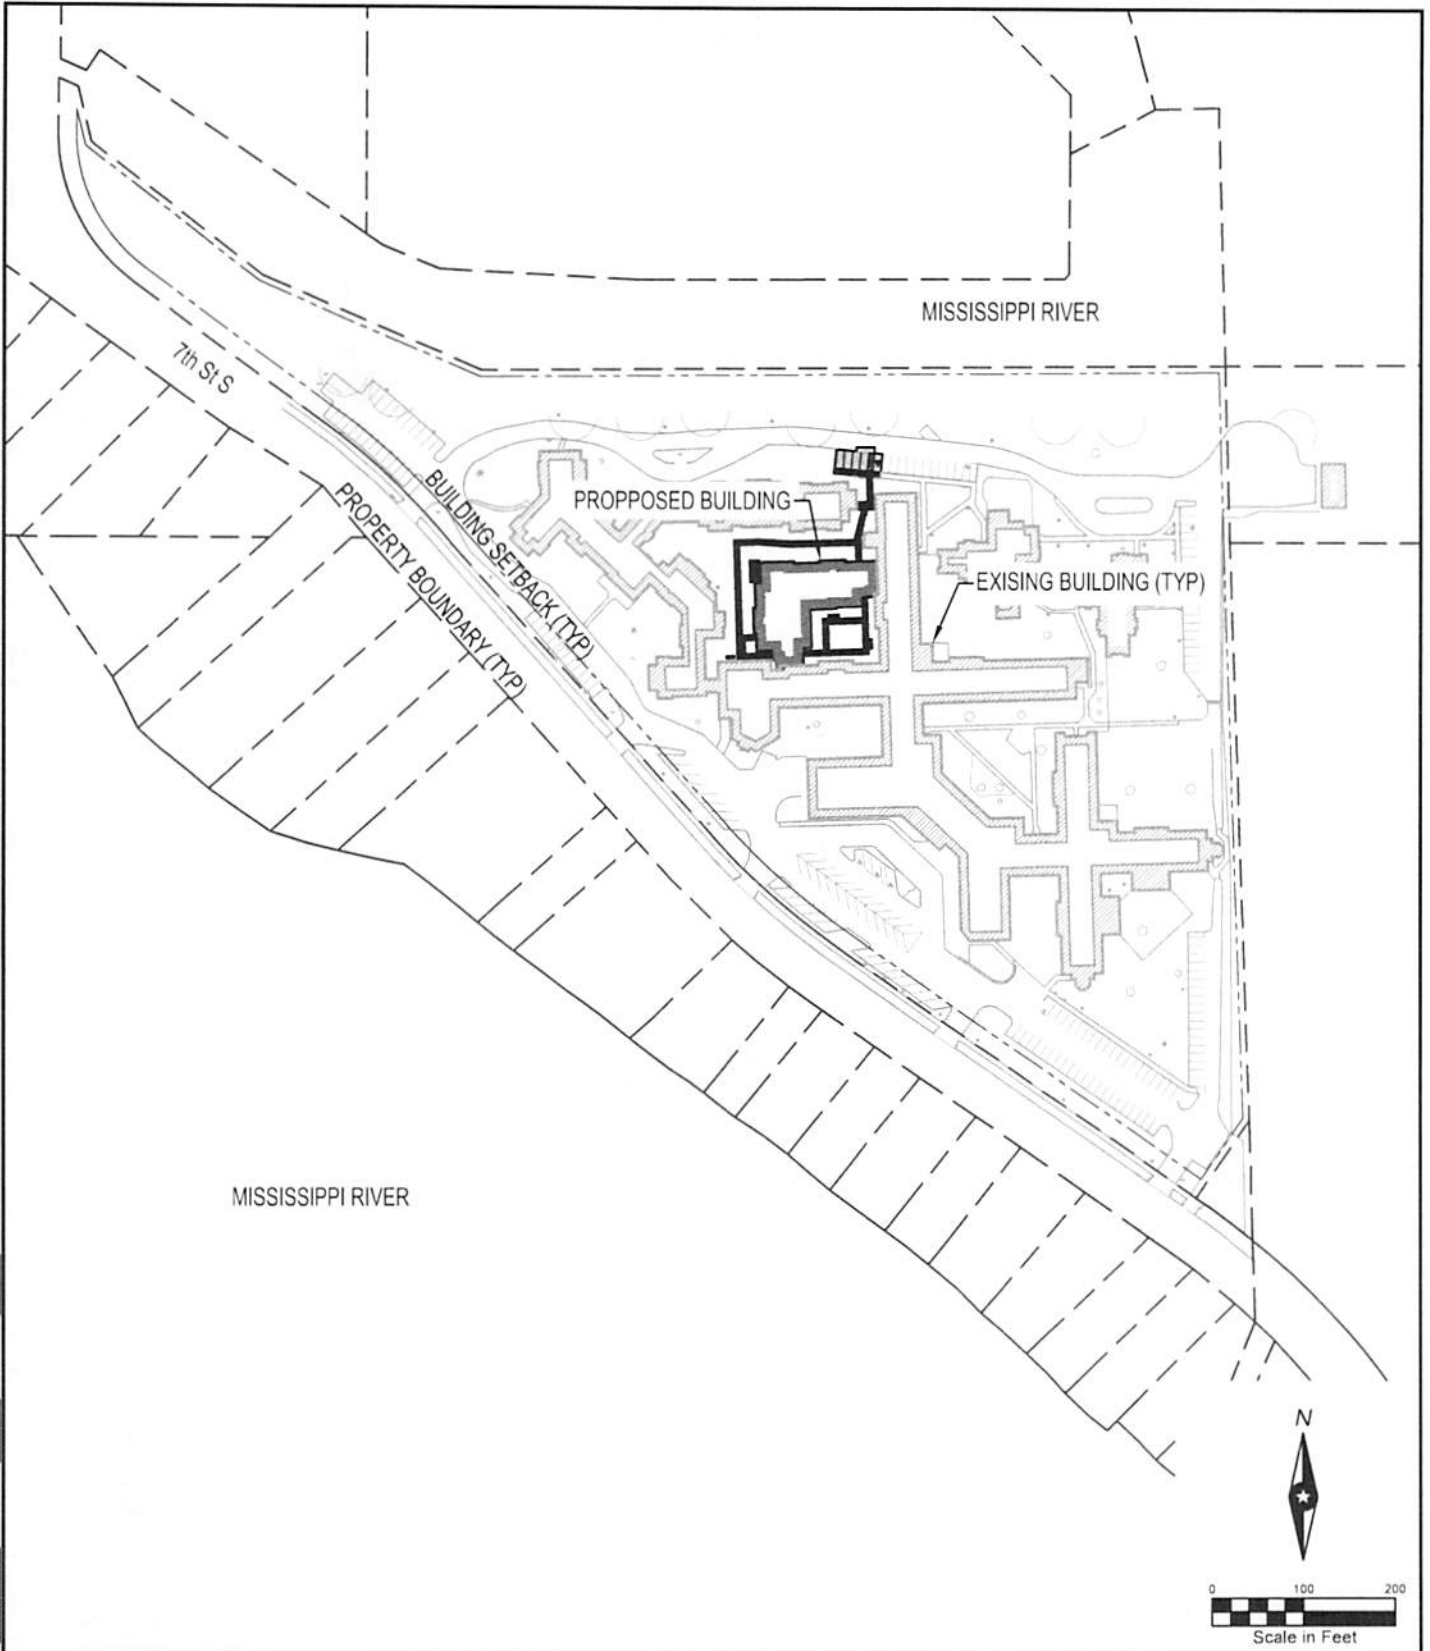 MISSISSIPPI RIVER
7th St S
BUILDING SETBACK (TYP)
PROPERTY BOUNDARY (TYP)
PROPPOSED BUILDING
EXISING BUILDING (TYP)
MISSISSIPPI RIVER
N
0 100 200
Scale in Feet